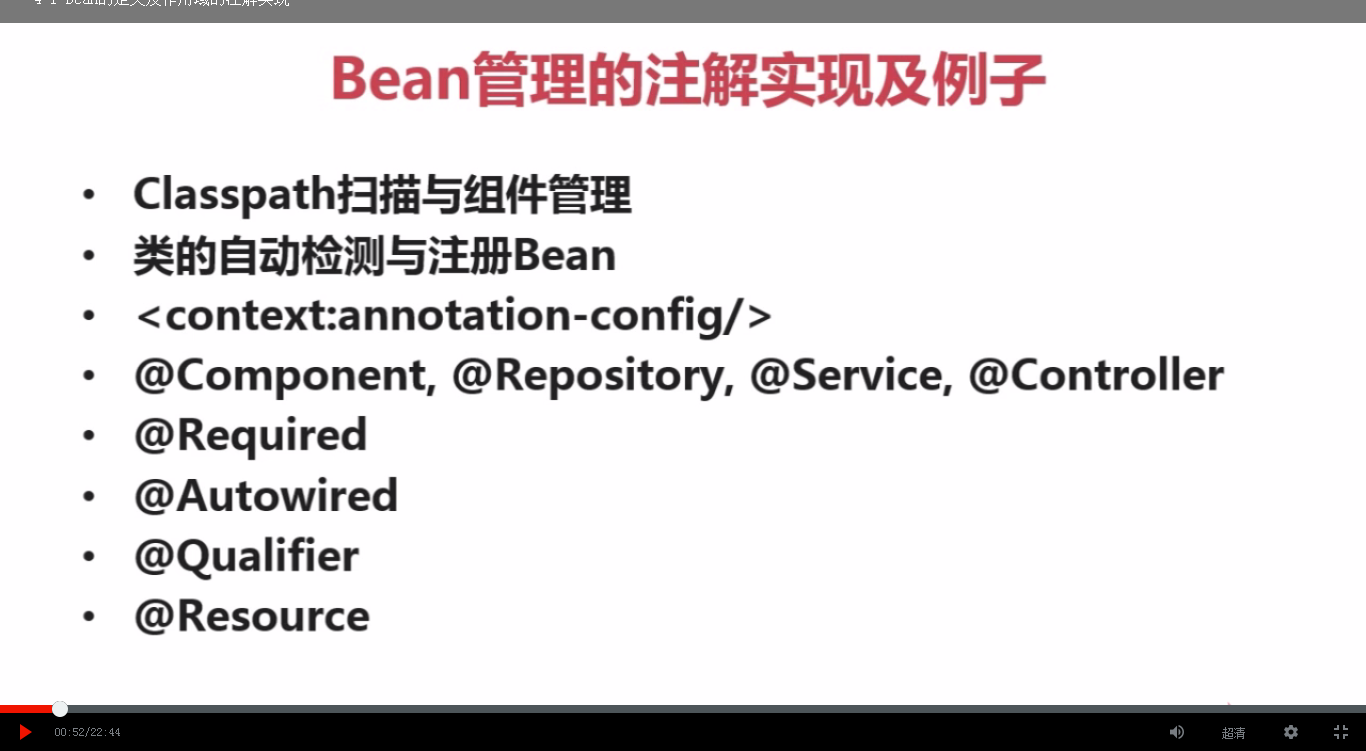 4-1 Bean的定义及作用域的注解实现
Bean管理的注解实现及例子
• Classpath扫描与组件管理
• 类的自动检测与注册Bean
• <context:annotation-config/>
• @Component, @Repository, @Service, @Controller
• @Required
• @Autowired
• @Qualifier
• @Resource
00:52/22:44 超清